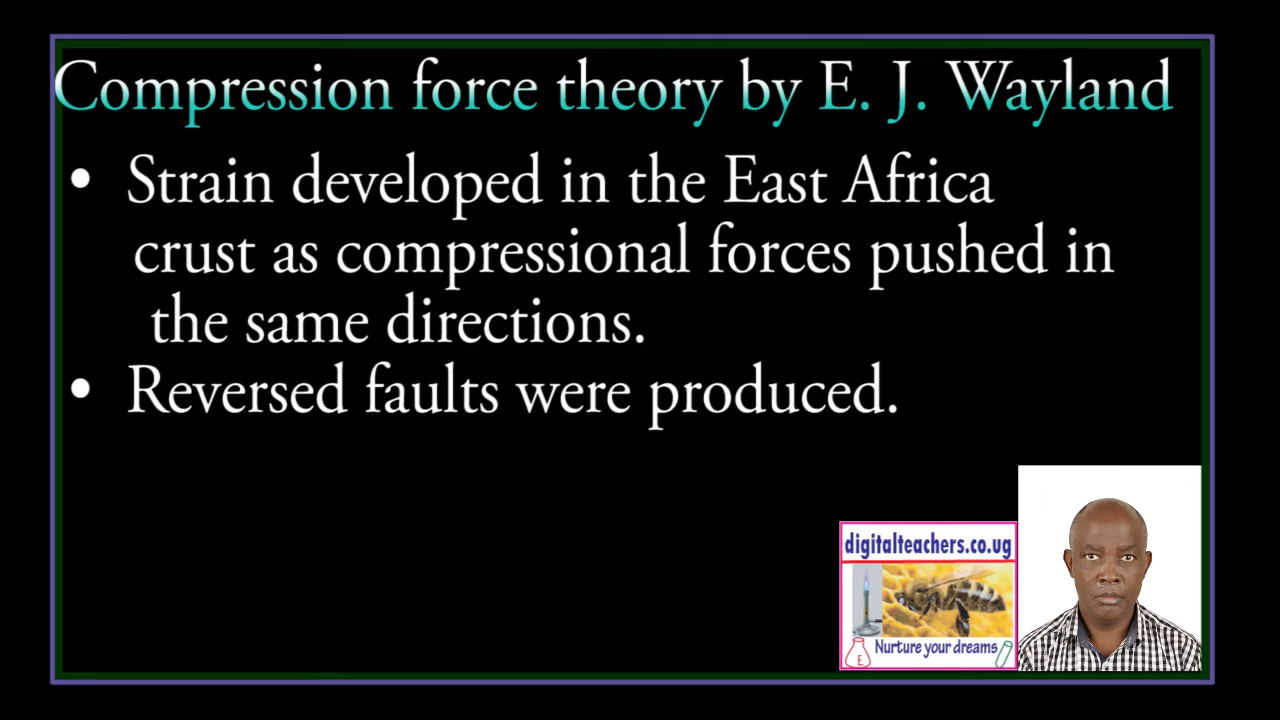 Compression force theory by E. J. Wayland
• Strain developed in the East Africa
crust as compressional forces pushed in
the same directions.
• Reversed faults were produced.
digitalteachers.co.ug
Nurture your dreams
E